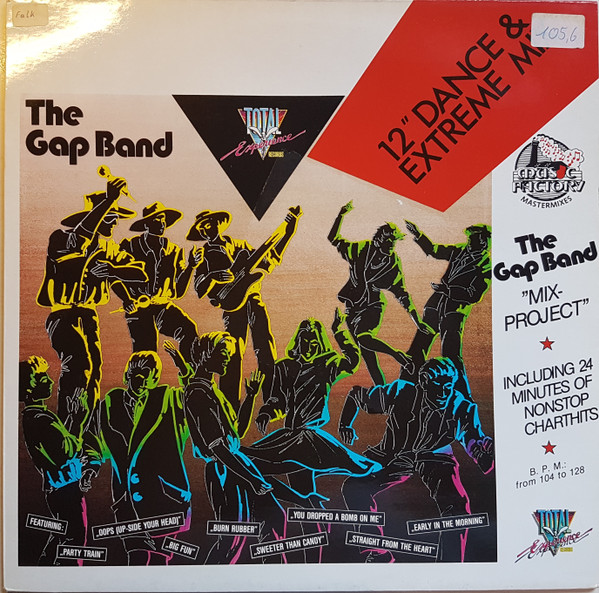 Falk
105,6
12" DANCE &
EXTREME MI
The
Gap Band
TOTAL
Experience
RECORDS
MUSIC
FACTORY
MASTERMIXES
The
Gap Band
"MIX-
PROJECT"
INCLUDING 24
MINUTES OF
NONSTOP
CHARTHITS
B. P. M.:
from 104 to 128
TOTAL
Experience
RECORDS
FEATURING:
„OOPS (UP-SIDE YOUR HEAD)"
„BURN RUBBER"
„YOU DROPPED A BOMB ON ME"
„EARLY IN THE MORNING"
„PARTY TRAIN"
„BIG FUN"
„SWEETER THAN CANDY"
„STRAIGHT FROM THE HEART"